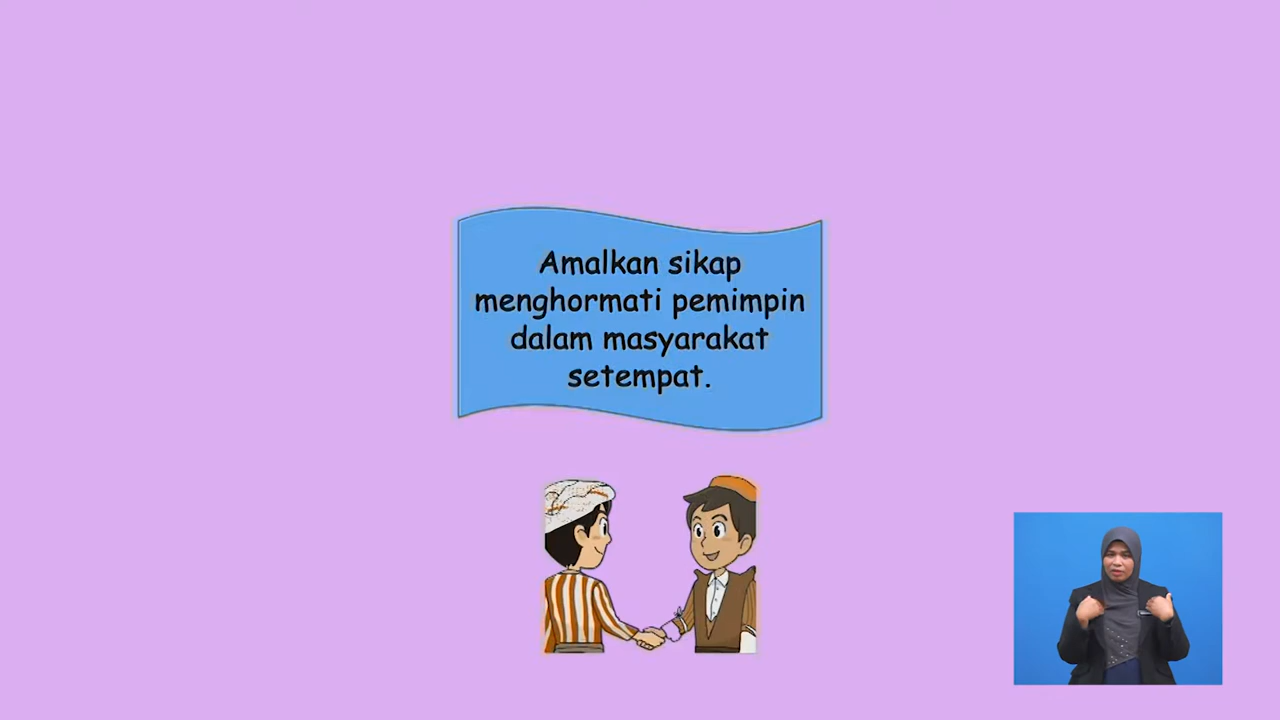 Amalkan sikap
menghormati pemimpin
dalam masyarakat
setempat.